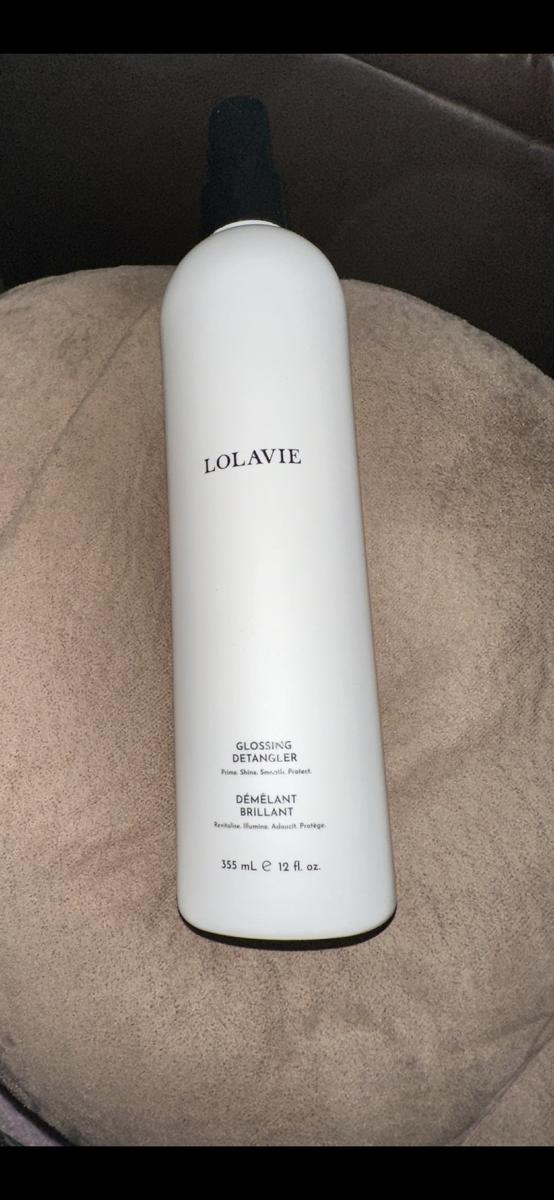 LOLAVIE
GLOSSING
DETANGLER
Prime. Shine. Smooth. Protect.
DÉMÊLANT
BRILLANT
Revitalise. Illumine. Adoucit. Protège.
355 mL ℮ 12 fl. oz.